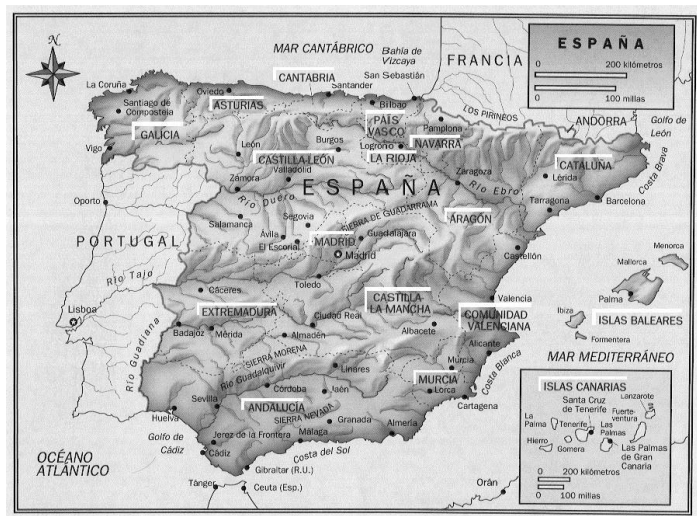 N
MAR CANTÁBRICO
Bahía de
Vizcaya
FRANCIA
ESPAÑA
0 200 kilómetros
0 100 millas
La Coruña
Oviedo
CANTABRIA
Santander
San Sebastián
Santiago de
Compostela
ASTURIAS
Bilbao
LOS PIRINEOS
ANDORRA
Golfo de
León
GALICIA
PAÍS
VASCO
Pamplona
Vigo
León
Burgos
Logroño
NAVARRA
CASTILLA-LEÓN
LA RIOJA
CATALUÑA
Costa Brava
Zamora
Valladolid
Zaragoza
Lérida
Oporto
Río Duero
ESPAÑA
Río Ebro
Tarragona
Barcelona
Salamanca
Segovia
SIERRA DE GUADARRAMA
ARAGÓN
Ávila
El Escorial
MADRID
Guadalajara
Madrid
PORTUGAL
Castellón
Menorca
Mallorca
Río Tajo
Toledo
Cáceres
Palma
Lisboa
EXTREMADURA
CASTILLA-
LA MANCHA
Valencia
COMUNIDAD
VALENCIANA
Ibiza
ISLAS BALEARES
Formentera
Río Guadiana
Badajoz
Mérida
Ciudad Real
Almadén
Albacete
Alicante
MAR MEDITERRÁNEO
SIERRA MORENA
Río Guadalquivir
Linares
Murcia
Costa Blanca
Córdoba
Jaén
MURCIA
Lorca
Cartagena
Sevilla
ANDALUCÍA
SIERRA NEVADA
Huelva
Granada
Almería
Golfo de
Cádiz
Jerez de la Frontera
Málaga
Cádiz
Costa del Sol
OCÉANO
ATLÁNTICO
Gibraltar (R.U.)
Tánger
Ceuta (Esp.)
Orán
ISLAS CANARIAS
Santa Cruz
de Tenerife
Lanzarote
La
Palma
Tenerife
Fuerte-
ventura
Las
Palmas
Hierro
Gomera
Las Palmas
de Gran
Canaria
0 200 kilómetros
0 100 millas